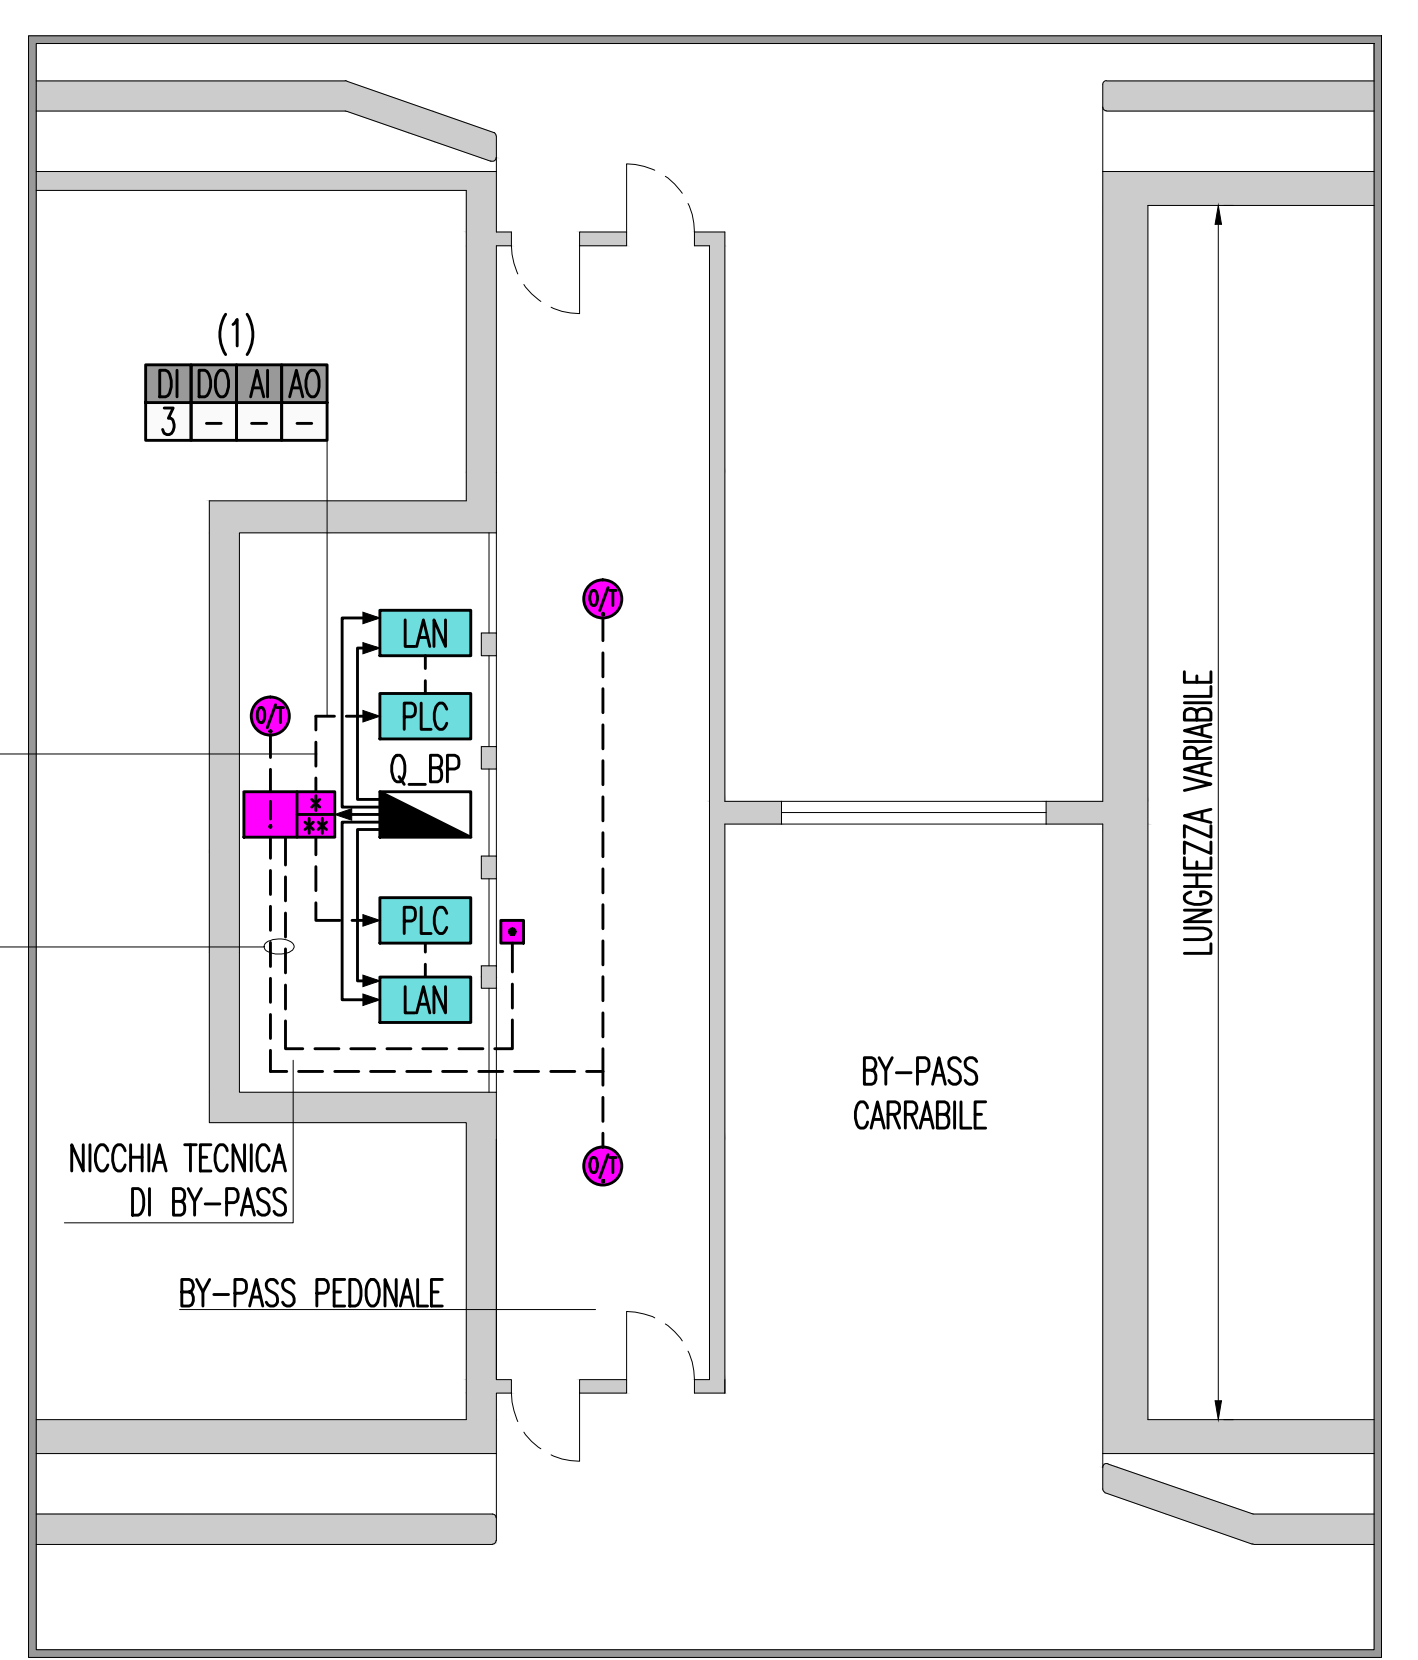 (1)
DI DO AI AO
3 - - -
O/T
LAN
O/T
PLC
Q_BP
*
**
PLC
LAN
LUNGHEZZA VARIABILE
BY-PASS
CARRABILE
O/T
NICCHIA TECNICA
DI BY-PASS
BY-PASS PEDONALE